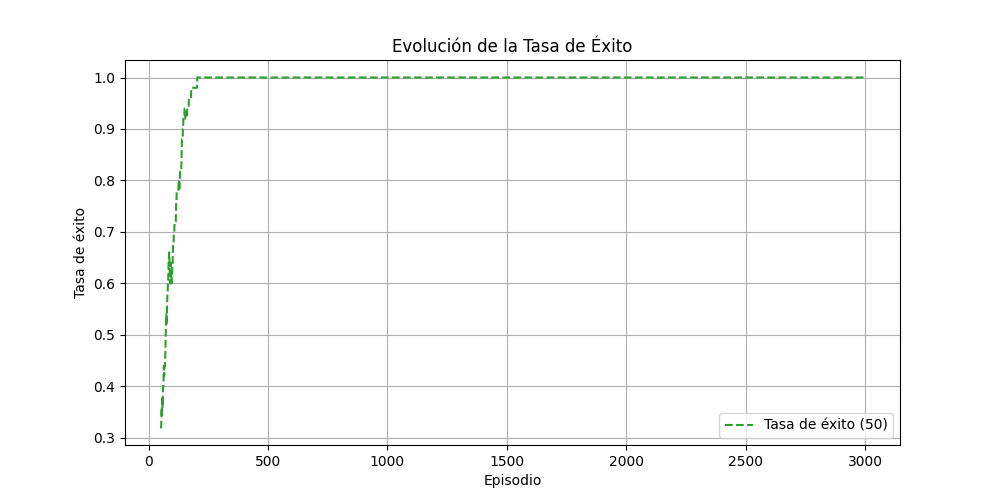 Evolución de la Tasa de Éxito
Tasa de éxito
1.0
0.9
0.8
0.7
0.6
0.5
0.4
0.3
Tasa de éxito (50)
0 500 1000 1500 2000 2500 3000
Episodio